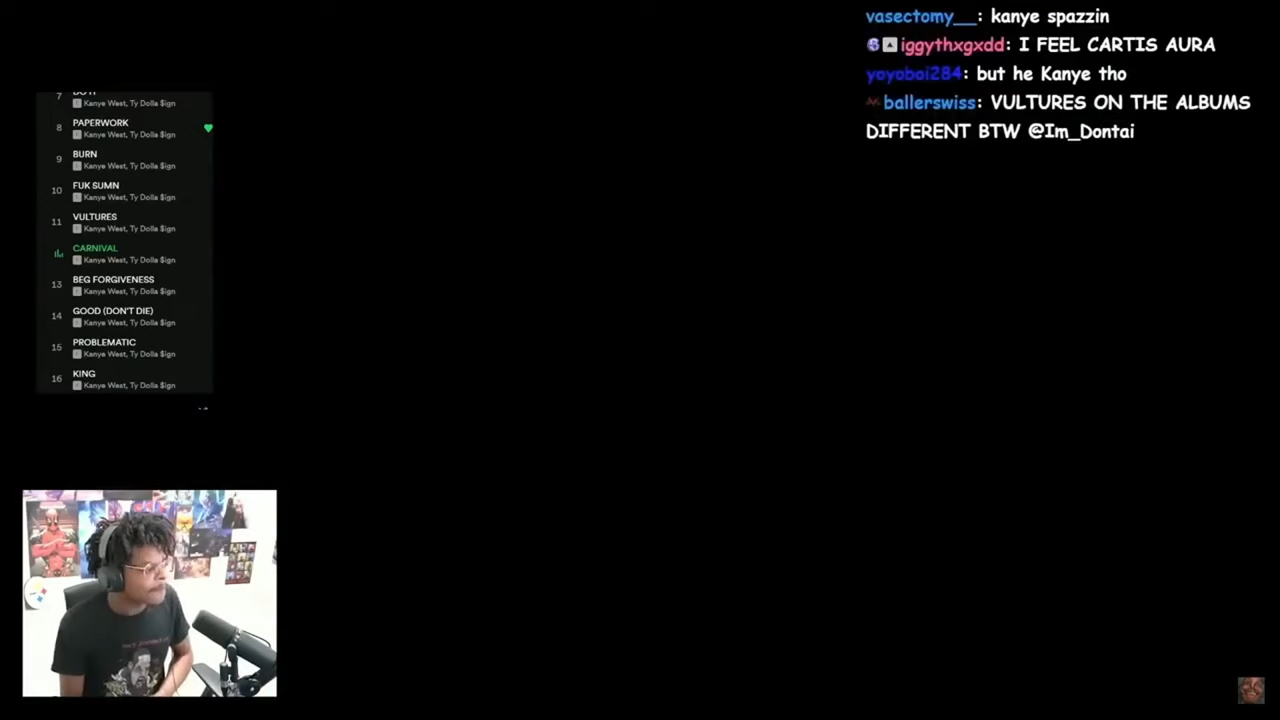 7
Kanye West, Ty Dolla $ign
8 PAPERWORK
Kanye West, Ty Dolla $ign
9 BURN
Kanye West, Ty Dolla $ign
10 FUK SUMN
Kanye West, Ty Dolla $ign
11 VULTURES
Kanye West, Ty Dolla $ign
CARNIVAL
Kanye West, Ty Dolla $ign
13 BEG FORGIVENESS
Kanye West, Ty Dolla $ign
14 GOOD (DON'T DIE)
Kanye West, Ty Dolla $ign
15 PROBLEMATIC
Kanye West, Ty Dolla $ign
16 KING
Kanye West, Ty Dolla $ign
vasectomy__: kanye spazzin
iggythxgxdd: I FEEL CARTIS AURA
yoyoboi284: but he Kanye tho
ballerswiss: VULTURES ON THE ALBUMS
DIFFERENT BTW @Im_Dontai